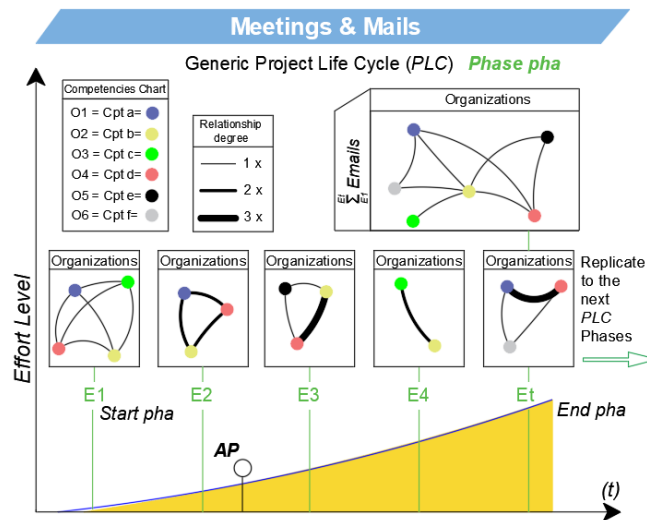 Meetings & Mails
Generic Project Life Cycle (PLC) Phase pha
Competencies Chart
O1 = Cpt a=
O2 = Cpt b=
O3 = Cpt c=
O4 = Cpt d=
O5 = Cpt e=
O6 = Cpt f=
Relationship
degree
1 x
2 x
3 x
Organizations
Et
∑ Emails
E1
Effort Level
Organizations
Organizations
Organizations
Organizations
Organizations
Replicate
to the
next
PLC
Phases
E1
E2
E3
E4
Et
Start pha
End pha
AP
(t)